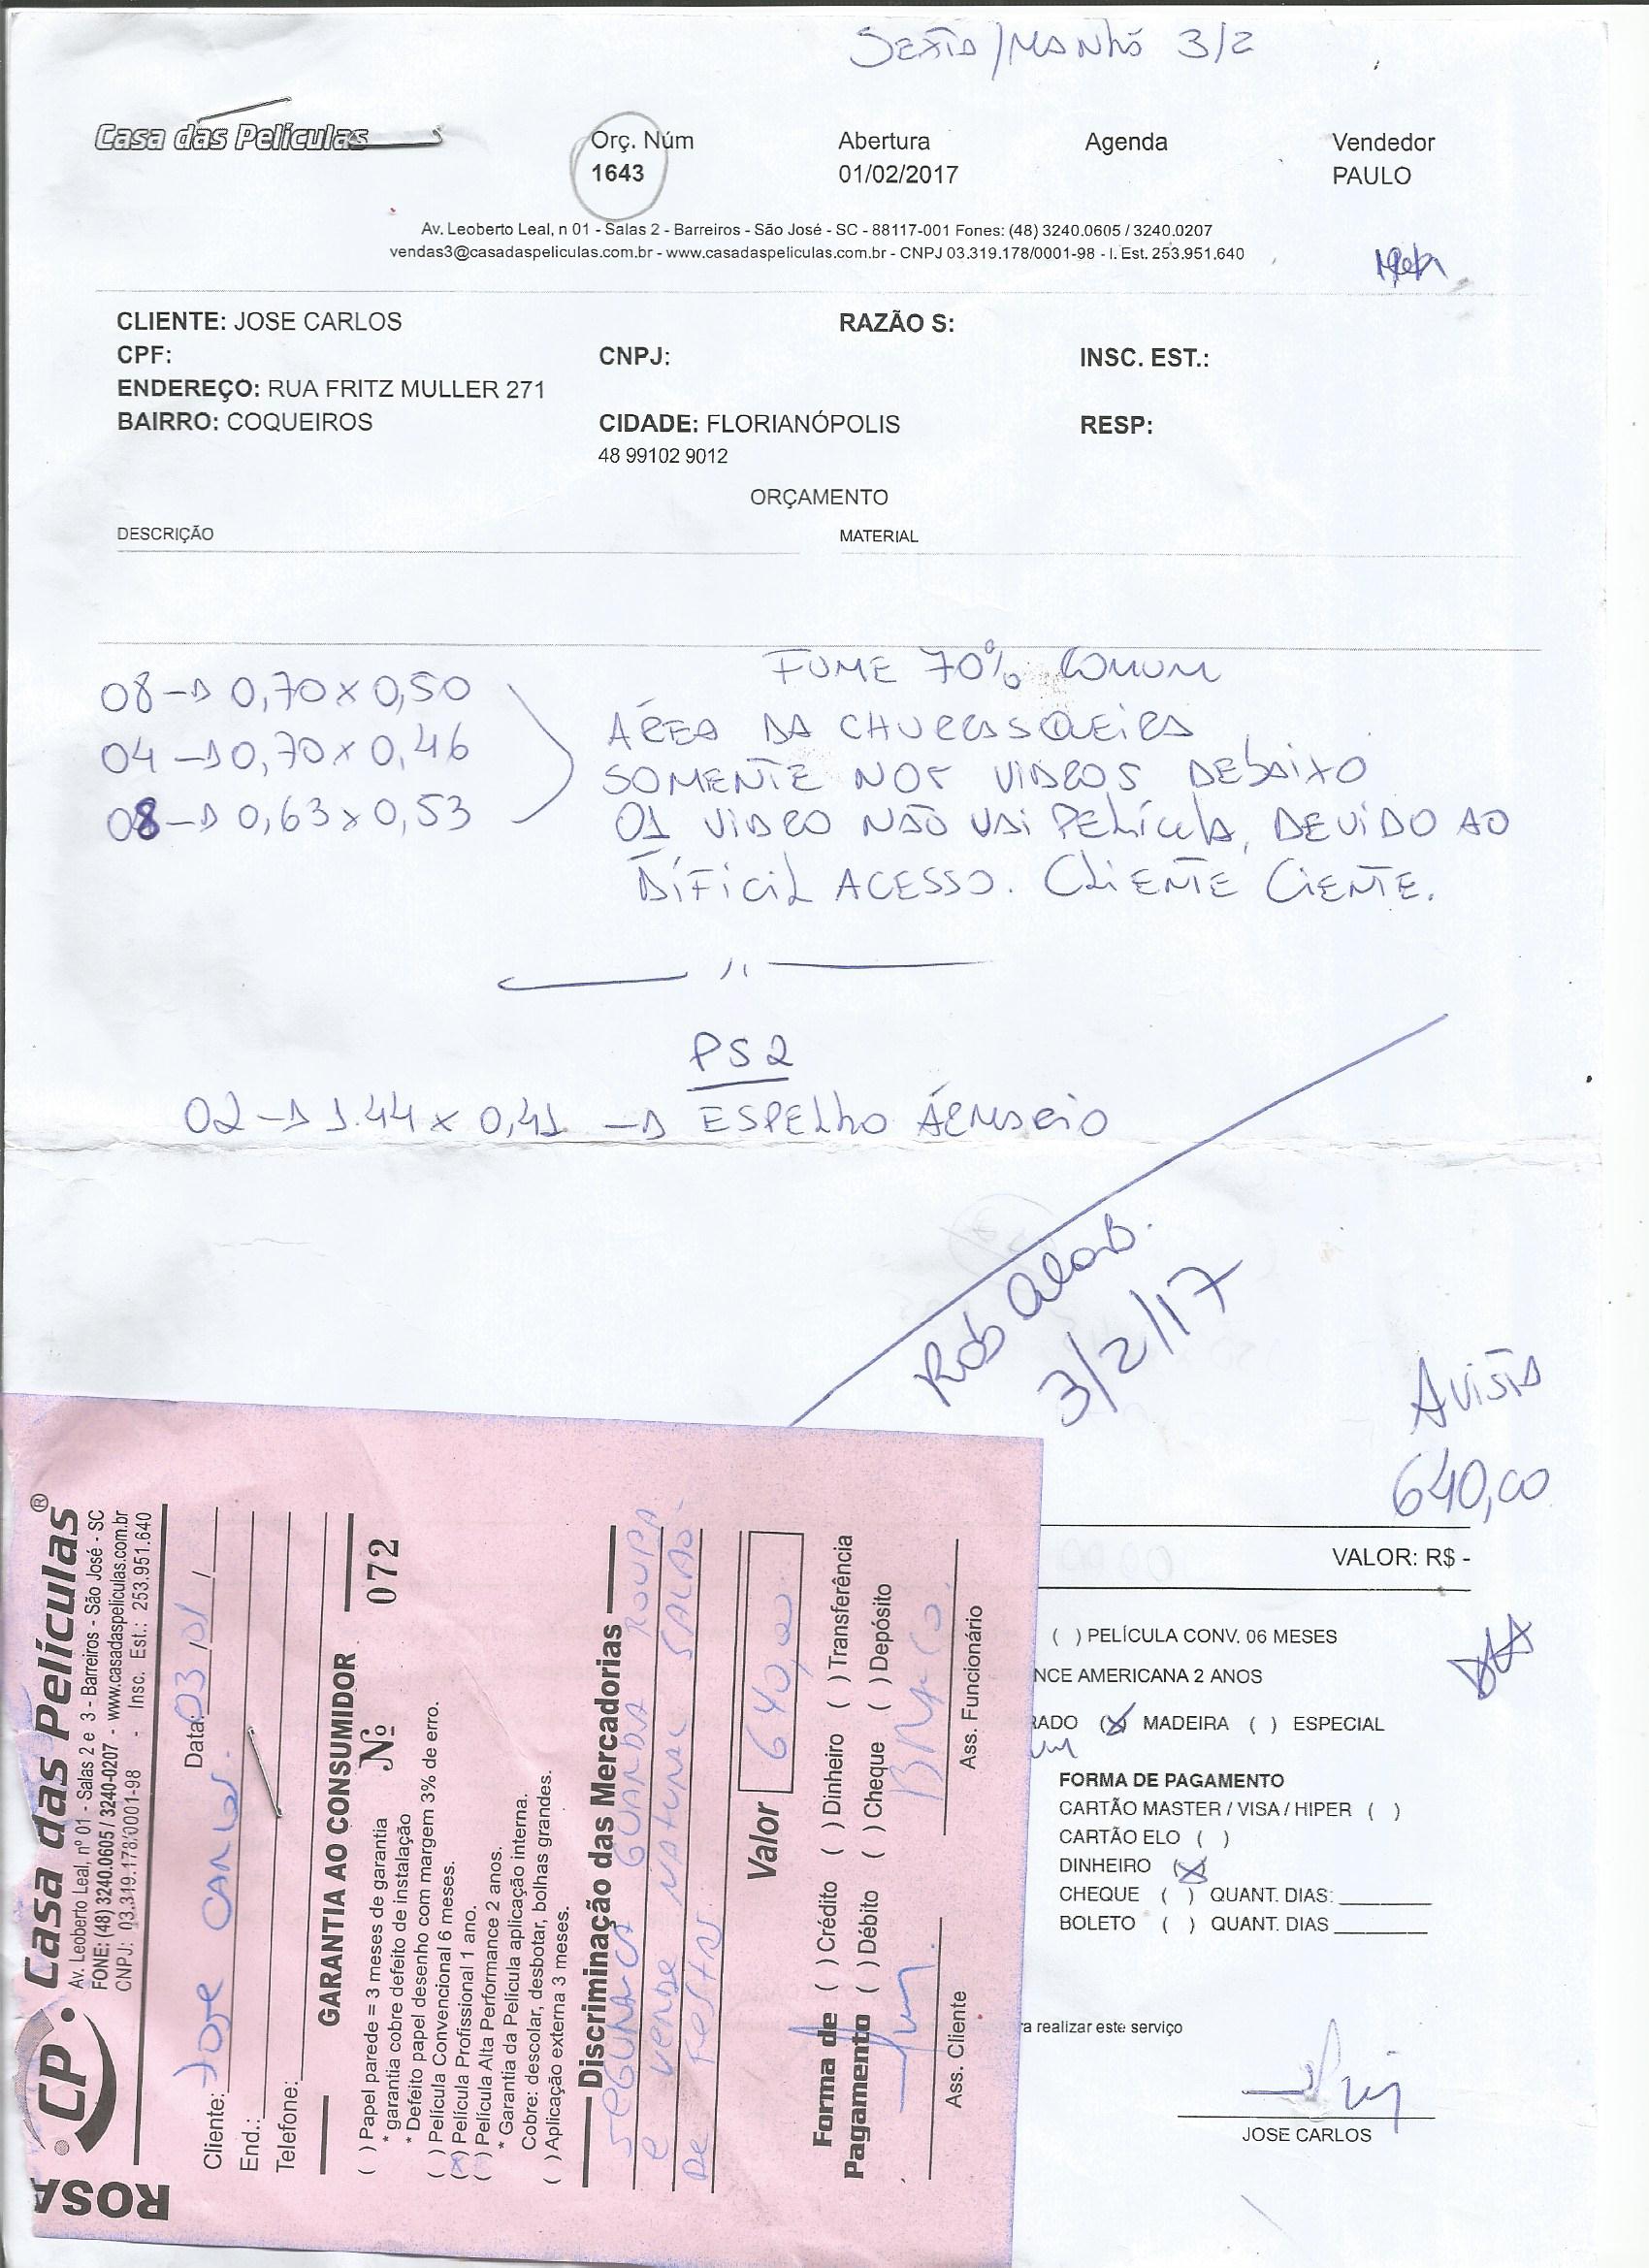 SEXTA/MANHÃ 3/2
Casa das Películas
Orç. Núm Abertura Agenda Vendedor
1643 01/02/2017 PAULO
Av. Leoberto Leal, n 01 - Salas 2 - Barreiros - São José - SC - 88117-001 Fones: (48) 3240.0605 / 3240.0207
vendas3@casadaspeliculas.com.br - www.casadaspeliculas.com.br - CNPJ 03.319.178/0001-98 - I. Est. 253.951.640
CLIENTE: JOSE CARLOS RAZÃO S:
CPF: CNPJ: INSC. EST.:
ENDEREÇO: RUA FRITZ MULLER 271
BAIRRO: COQUEIROS CIDADE: FLORIANÓPOLIS RESP:
48 99102 9012
ORÇAMENTO
DESCRIÇÃO MATERIAL
FUME 70% COMUM
08 → 0,70 x 0,50
04 → 0,70 x 0,46
08 → 0,63 x 0,53
ÁREA DA CHURRASQUEIRA
SOMENTE NOS VIDROS DEBAIXO
01 VIDRO NÃO VAI PELÍCULA, DEVIDO AO
DIFÍCIL ACESSO. CLIENTE CIENTE.
PS2
02 → 1.44 x 0,41 → ESPELHO ÁRMARIO
3/2/17
AVISTA
640,00
VALOR: R$ -
( ) PELÍCULA CONV. 06 MESES
NCE AMERICANA 2 ANOS
RADO (X) MADEIRA ( ) ESPECIAL
FORMA DE PAGAMENTO
CARTÃO MASTER / VISA / HIPER ( )
CARTÃO ELO ( )
DINHEIRO (X)
CHEQUE ( ) QUANT. DIAS:
BOLETO ( ) QUANT. DIAS
a realizar este serviço
JOSE CARLOS
ROSA
CP Casa das Películas®
Av. Leoberto Leal, nº 01 - Salas 2 e 3 - Barreiros - São José - SC
FONE: (48) 3240.0605 / 3240-0207 - www.casadaspeliculas.com.br
CNPJ: 03.319.178/0001-98 - Insc. Est.: 253.951.640
Cliente: JOSE CARLOS. Data: 03
End.:
Telefone:
GARANTIA AO CONSUMIDOR
Nº 072
( ) Papel parede = 3 meses de garantia
* garantia cobre defeito de instalação
* Defeito papel desenho com margem 3% de erro.
( ) Película Convencional 6 meses.
(x) Película Profissional 1 ano.
( ) Película Alta Performance 2 anos.
* Garantia da Película aplicação interna.
Cobre: descolar, desbotar, bolhas grandes.
( ) Aplicação externa 3 meses.
Discriminação das Mercadorias
SEGURANCA GUARDA ROUPA
E VERDE NATURAL SALAO
DE FESTAS.
Valor 640,00
Forma de Pagamento ( ) Crédito ( ) Dinheiro ( ) Transferência
( ) Débito ( ) Cheque ( ) Depósito
Ass. Cliente Ass. Funcionário